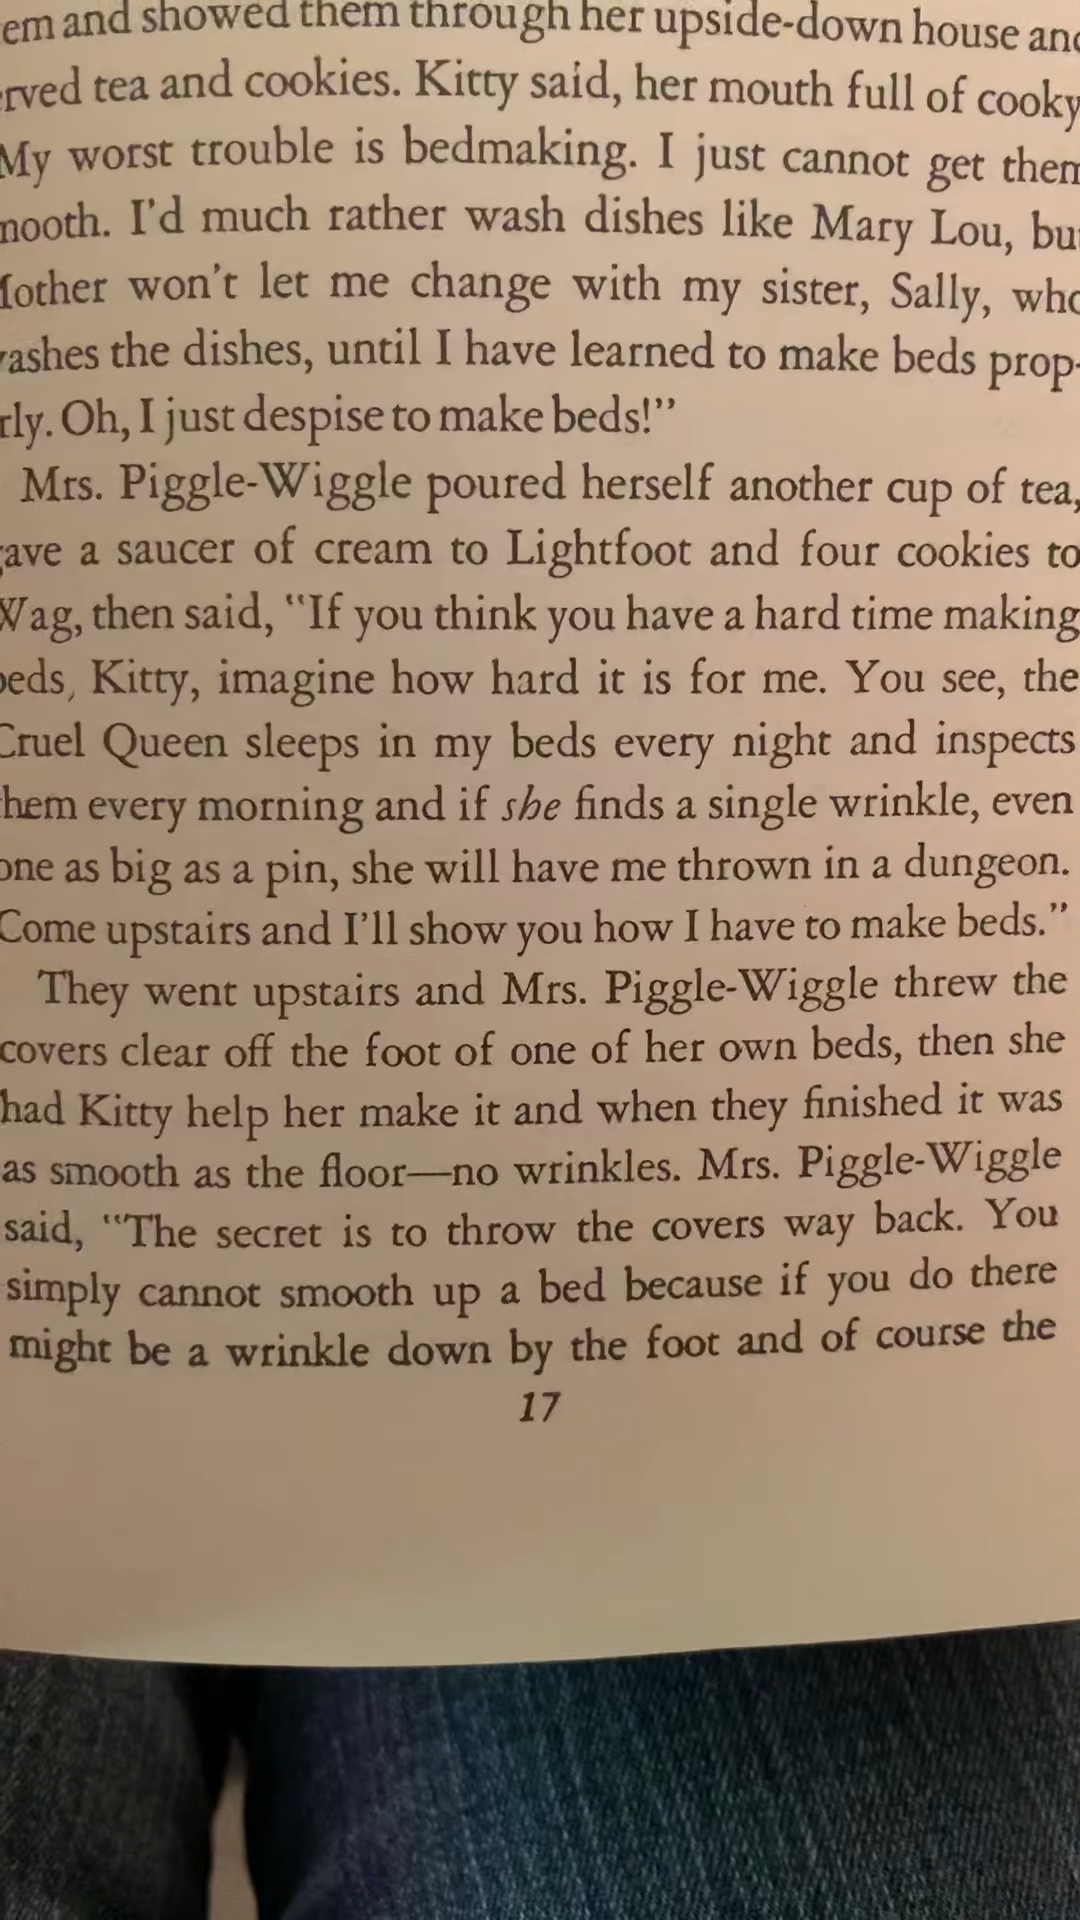 em and showed them through her upside-down house and
rved tea and cookies. Kitty said, her mouth full of cooky
My worst trouble is bedmaking. I just cannot get them
mooth. I'd much rather wash dishes like Mary Lou, but
Mother won't let me change with my sister, Sally, who
ashes the dishes, until I have learned to make beds prop-
rly. Oh, I just despise to make beds!"
Mrs. Piggle-Wiggle poured herself another cup of tea,
ave a saucer of cream to Lightfoot and four cookies to
Wag, then said, "If you think you have a hard time making
beds, Kitty, imagine how hard it is for me. You see, the
Cruel Queen sleeps in my beds every night and inspects
them every morning and if she finds a single wrinkle, even
one as big as a pin, she will have me thrown in a dungeon.
Come upstairs and I'll show you how I have to make beds."
They went upstairs and Mrs. Piggle-Wiggle threw the
covers clear off the foot of one of her own beds, then she
had Kitty help her make it and when they finished it was
as smooth as the floor—no wrinkles. Mrs. Piggle-Wiggle
said, "The secret is to throw the covers way back. You
simply cannot smooth up a bed because if you do there
might be a wrinkle down by the foot and of course the
17